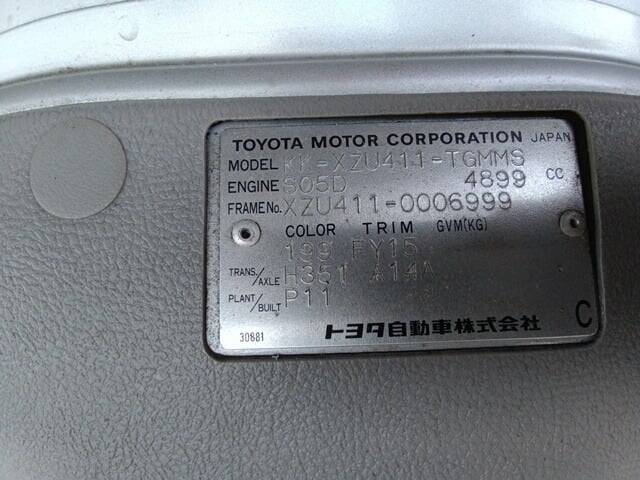 TOYOTA MOTOR CORPORATION JAPAN
MODEL KK-XZU411-TGMMS
ENGINE S05D 4899 CC
FRAME No. XZU411-0006999
COLOR TRIM GVM(KG)
199 FY15
TRANS./AXLE H351 A14A
PLANT/BUILT P11
30881 トヨタ自動車株式会社 C